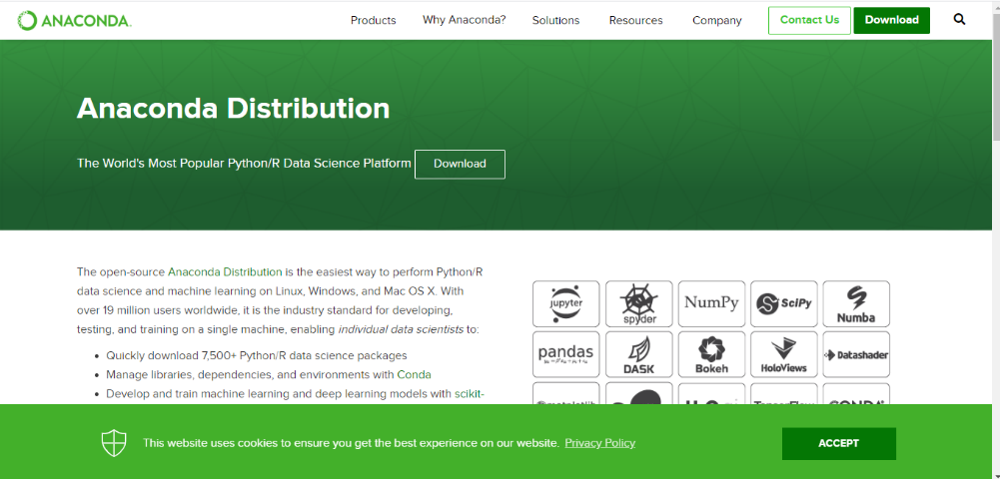 ANACONDA.
Products Why Anaconda? Solutions Resources Company Contact Us Download
Anaconda Distribution
The World's Most Popular Python/R Data Science Platform Download
The open-source Anaconda Distribution is the easiest way to perform Python/R
data science and machine learning on Linux, Windows, and Mac OS X. With
over 19 million users worldwide, it is the industry standard for developing,
testing, and training on a single machine, enabling individual data scientists to:
• Quickly download 7,500+ Python/R data science packages
• Manage libraries, dependencies, and environments with Conda
• Develop and train machine learning and deep learning models with scikit-
jupyter spyder NumPy SciPy Numba
pandas DASK Bokeh HoloViews Datashader
matplotlib TensorFlow CONDA
This website uses cookies to ensure you get the best experience on our website. Privacy Policy
ACCEPT